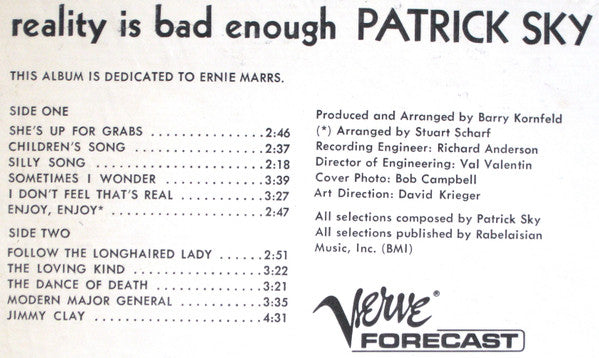 reality is bad enough PATRICK SKY
THIS ALBUM IS DEDICATED TO ERNIE MARRS.
SIDE ONE
SHE'S UP FOR GRABS ................2:46
CHILDREN'S SONG ..................2:37
SILLY SONG ........................2:18
SOMETIMES I WONDER ..............3:39
I DON'T FEEL THAT'S REAL ............3:27
ENJOY, ENJOY* .....................2:47
SIDE TWO
FOLLOW THE LONGHAIRED LADY .......2:51
THE LOVING KIND ...................3:22
THE DANCE OF DEATH ...............3:21
MODERN MAJOR GENERAL ............3:35
JIMMY CLAY ........................4:31
Produced and Arranged by Barry Kornfeld
(*) Arranged by Stuart Scharf
Recording Engineer: Richard Anderson
Director of Engineering: Val Valentin
Cover Photo: Bob Campbell
Art Direction: David Krieger
All selections composed by Patrick Sky
All selections published by Rabelaisian
Music, Inc. (BMI)
Verve®
FORECAST